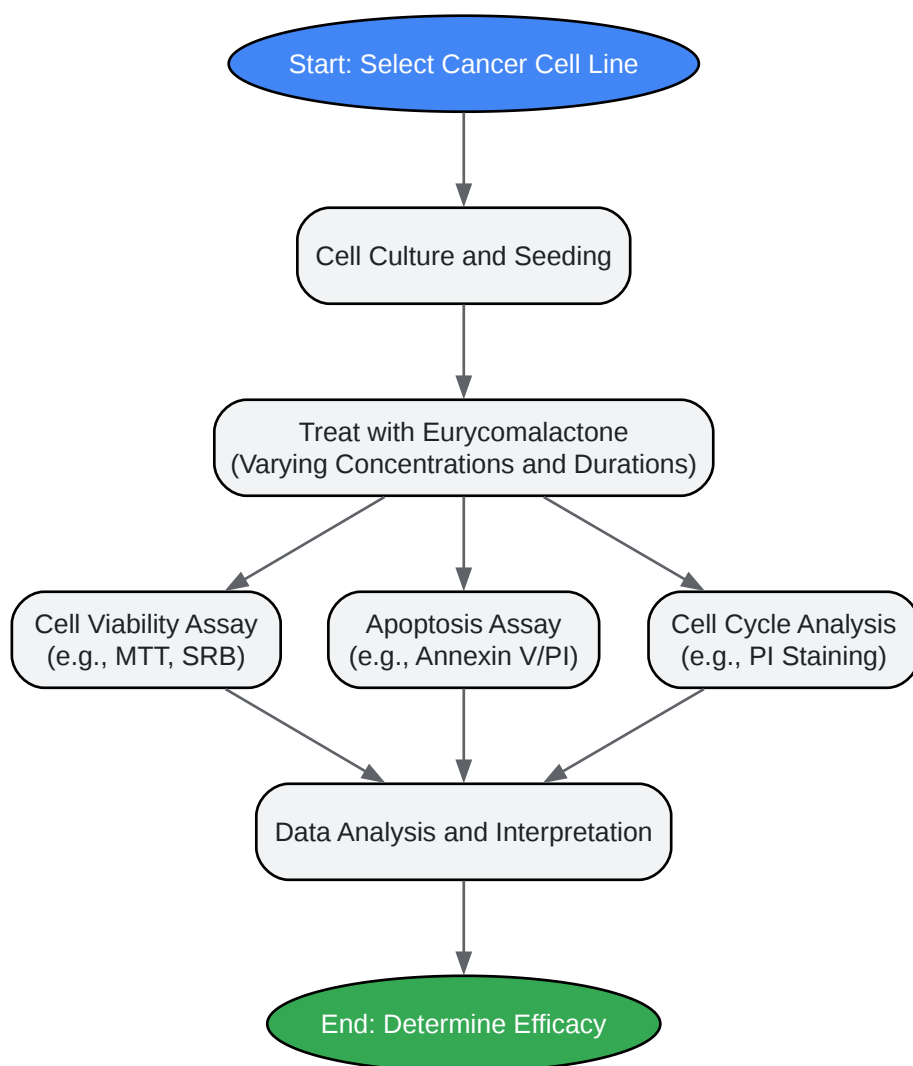 Start: Select Cancer Cell Line
Cell Culture and Seeding
Treat with Eurycomalactone
(Varying Concentrations and Durations)
Cell Viability Assay
(e.g., MTT, SRB)
Apoptosis Assay
(e.g., Annexin V/PI)
Cell Cycle Analysis
(e.g., PI Staining)
Data Analysis and Interpretation
End: Determine Efficacy